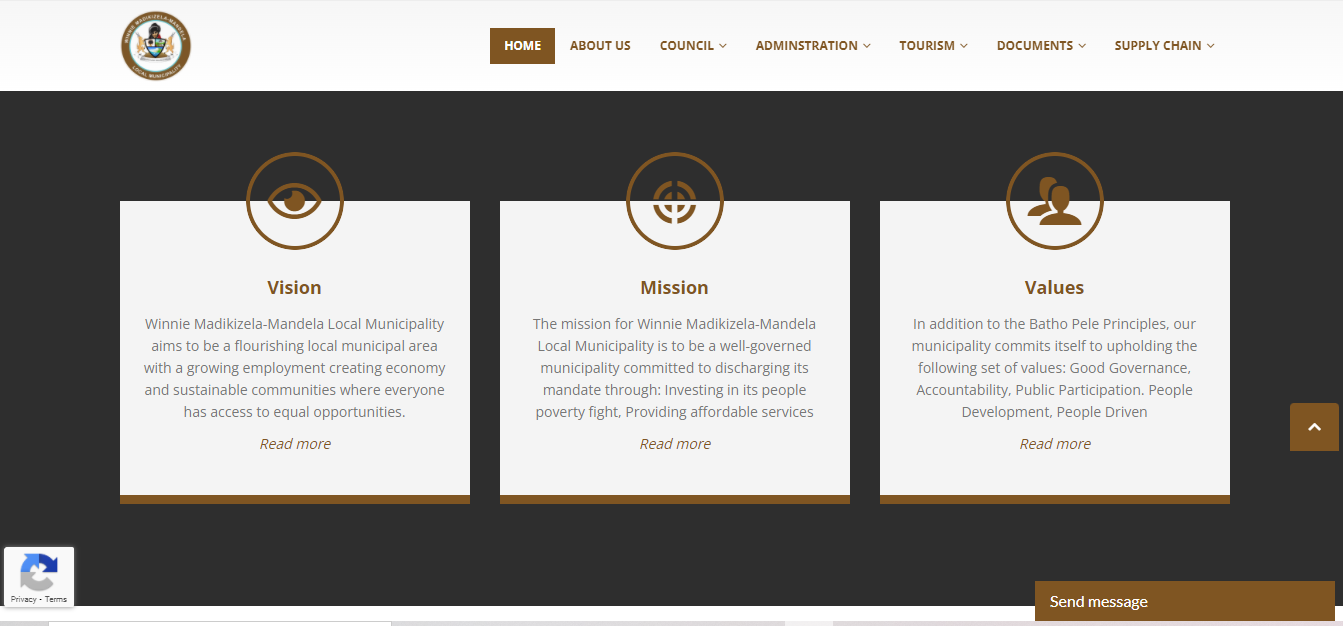 WINNIE MADIKIZELA-MANDELA
LOCAL MUNICIPALITY
HOME
ABOUT US
COUNCIL
ADMINSTRATION
TOURISM
DOCUMENTS
SUPPLY CHAIN
Vision
Winnie Madikizela-Mandela Local Municipality
aims to be a flourishing local municipal area
with a growing employment creating economy
and sustainable communities where everyone
has access to equal opportunities.
Read more
Mission
The mission for Winnie Madikizela-Mandela
Local Municipality is to be a well-governed
municipality committed to discharging its
mandate through: Investing in its people
poverty fight, Providing affordable services
Read more
Values
In addition to the Batho Pele Principles, our
municipality commits itself to upholding the
following set of values: Good Governance,
Accountability, Public Participation. People
Development, People Driven
Read more
Privacy - Terms
Send message